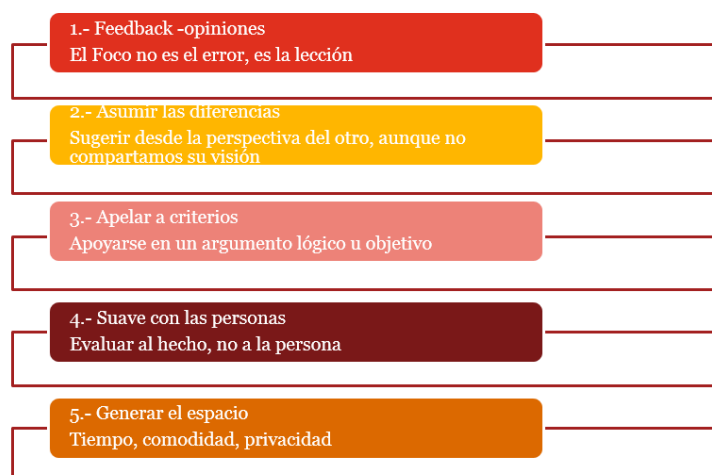 1.- Feedback -opiniones
El Foco no es el error, es la lección
2.- Asumir las diferencias
Sugerir desde la perspectiva del otro, aunque no
compartamos su visión
3.- Apelar a criterios
Apoyarse en un argumento lógico u objetivo
4.- Suave con las personas
Evaluar al hecho, no a la persona
5.- Generar el espacio
Tiempo, comodidad, privacidad